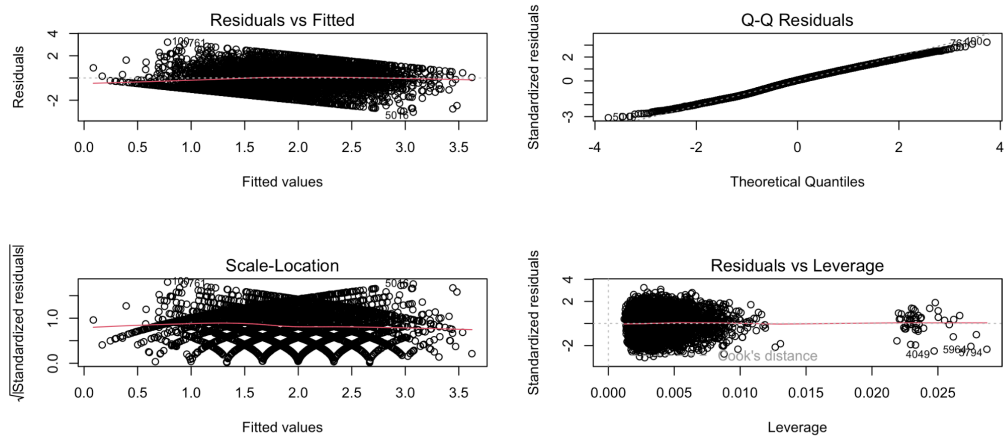 Residuals vs Fitted
Residuals
-2 2 4
100 761
5016
0.0 0.5 1.0 1.5 2.0 2.5 3.0 3.5
Fitted values
Q-Q Residuals
Standardized residuals
-3 0 2
-4 -2 0 2 4
Theoretical Quantiles
Scale-Location
√|Standardized residuals|
0.0 1.0
100 761
0.0 0.5 1.0 1.5 2.0 2.5 3.0 3.5
Fitted values
Residuals vs Leverage
Standardized residuals
-2 2 4
Cook's distance
4049
0.000 0.005 0.010 0.015 0.020 0.025
Leverage